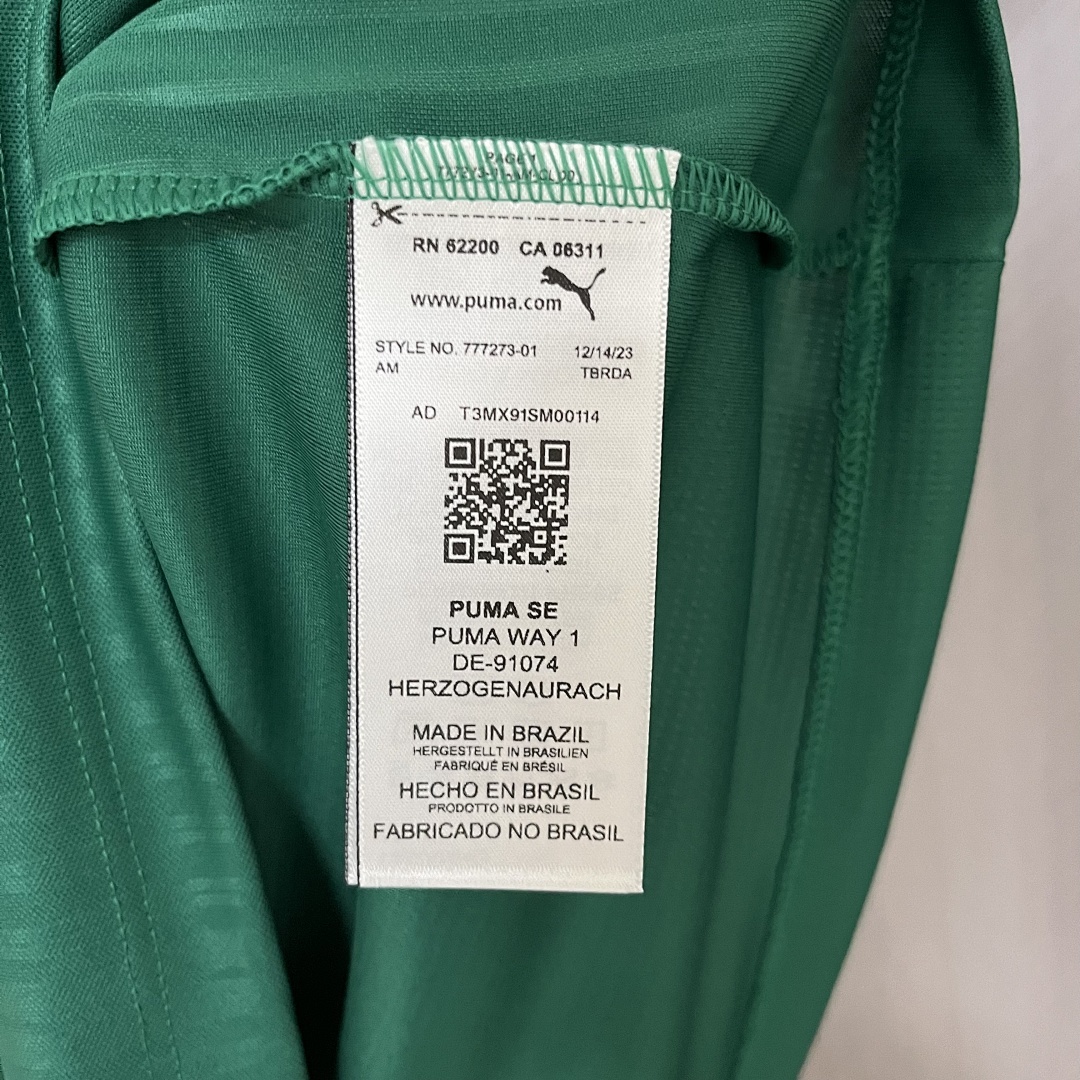 PAGE 1
RN 62200 CA 06311
www.puma.com
STYLE NO. 777273-01 12/14/23
AM TBRDA
AD T3MX91SM00114
PUMA SE
PUMA WAY 1
DE-91074
HERZOGENAURACH
MADE IN BRAZIL
HERGESTELLT IN BRASILIEN
FABRIQUÉ EN BRÉSIL
HECHO EN BRASIL
PRODOTTO IN BRASILE
FABRICADO NO BRASIL